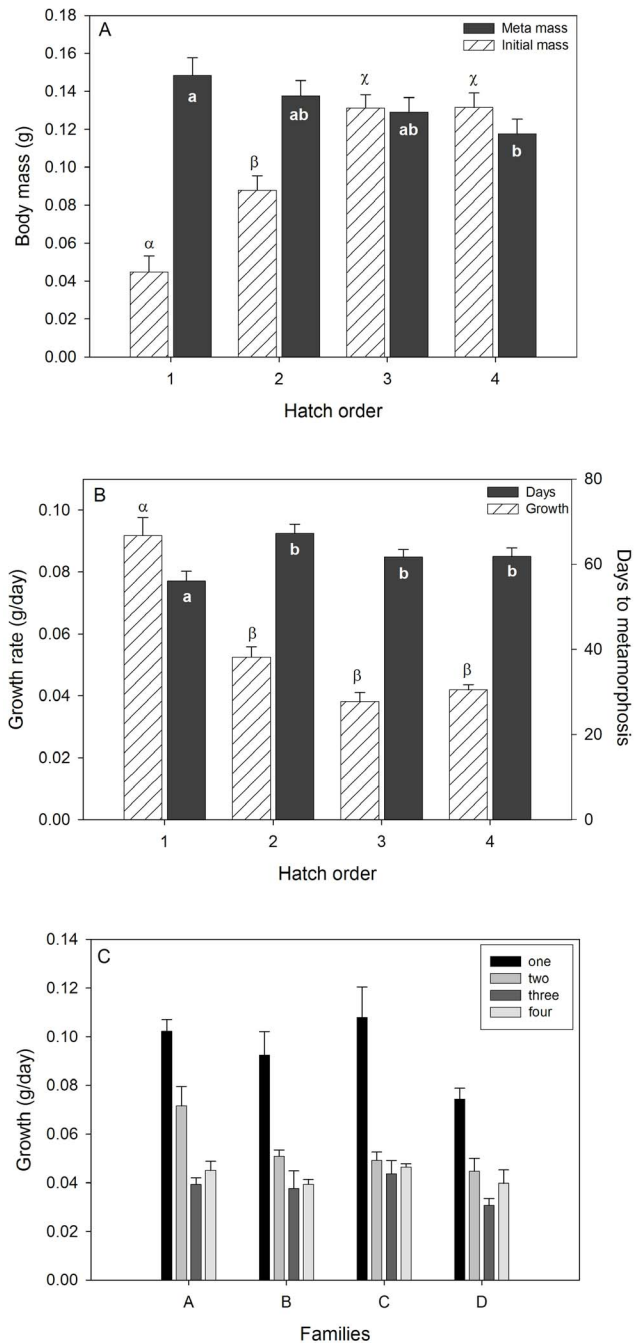 A
Meta mass
Initial mass
0.18
0.16
0.14
0.12
0.10
0.08
0.06
0.04
0.02
0.00
Body mass (g)
α
a
β
ab
χ
ab
χ
b
1 2 3 4
Hatch order
B
Days
Growth
0.10
0.08
0.06
0.04
0.02
0.00
Growth rate (g/day)
80
60
40
20
0
Days to metamorphosis
α
a
β
b
β
b
β
b
1 2 3 4
Hatch order
C
one
two
three
four
0.14
0.12
0.10
0.08
0.06
0.04
0.02
0.00
Growth (g/day)
A B C D
Families